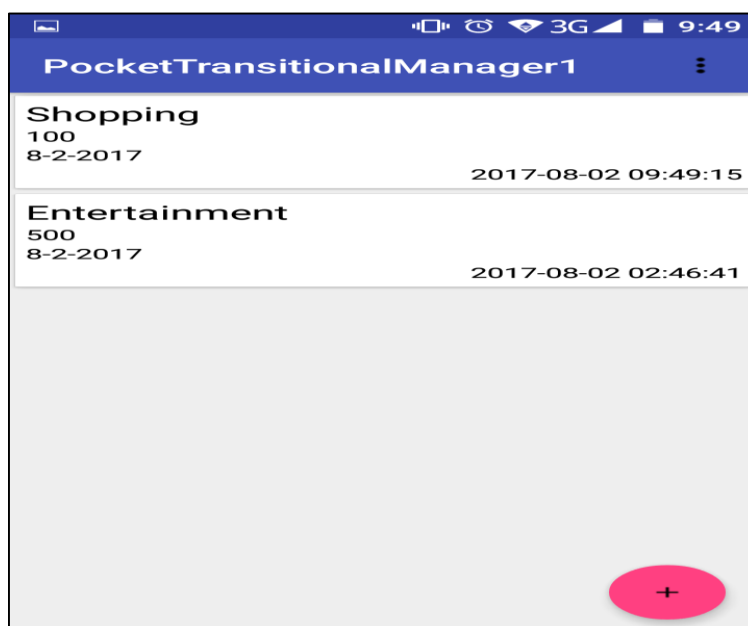 3G 9:49
PocketTransitionalManager1
Shopping
100
8-2-2017
2017-08-02 09:49:15
Entertainment
500
8-2-2017
2017-08-02 02:46:41
+